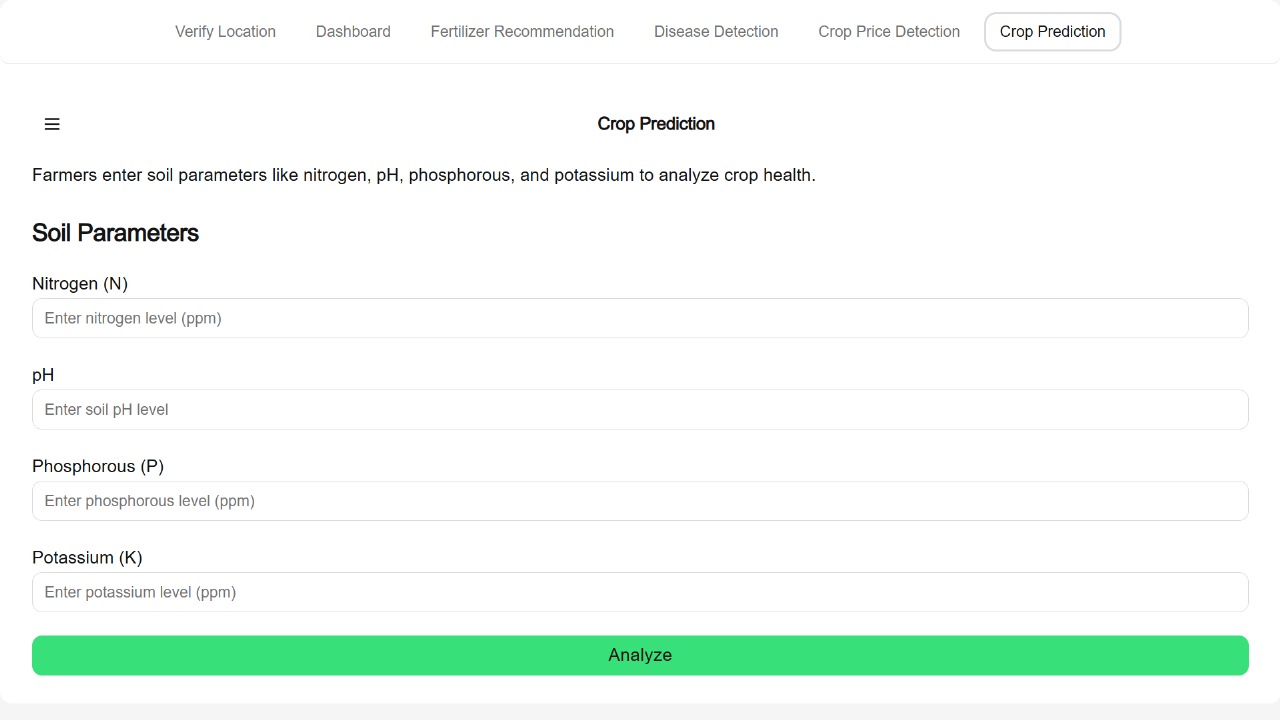 Verify Location Dashboard Fertilizer Recommendation Disease Detection Crop Price Detection Crop Prediction
Crop Prediction
Farmers enter soil parameters like nitrogen, pH, phosphorous, and potassium to analyze crop health.
Soil Parameters
Nitrogen (N)
Enter nitrogen level (ppm)
pH
Enter soil pH level
Phosphorous (P)
Enter phosphorous level (ppm)
Potassium (K)
Enter potassium level (ppm)
Analyze